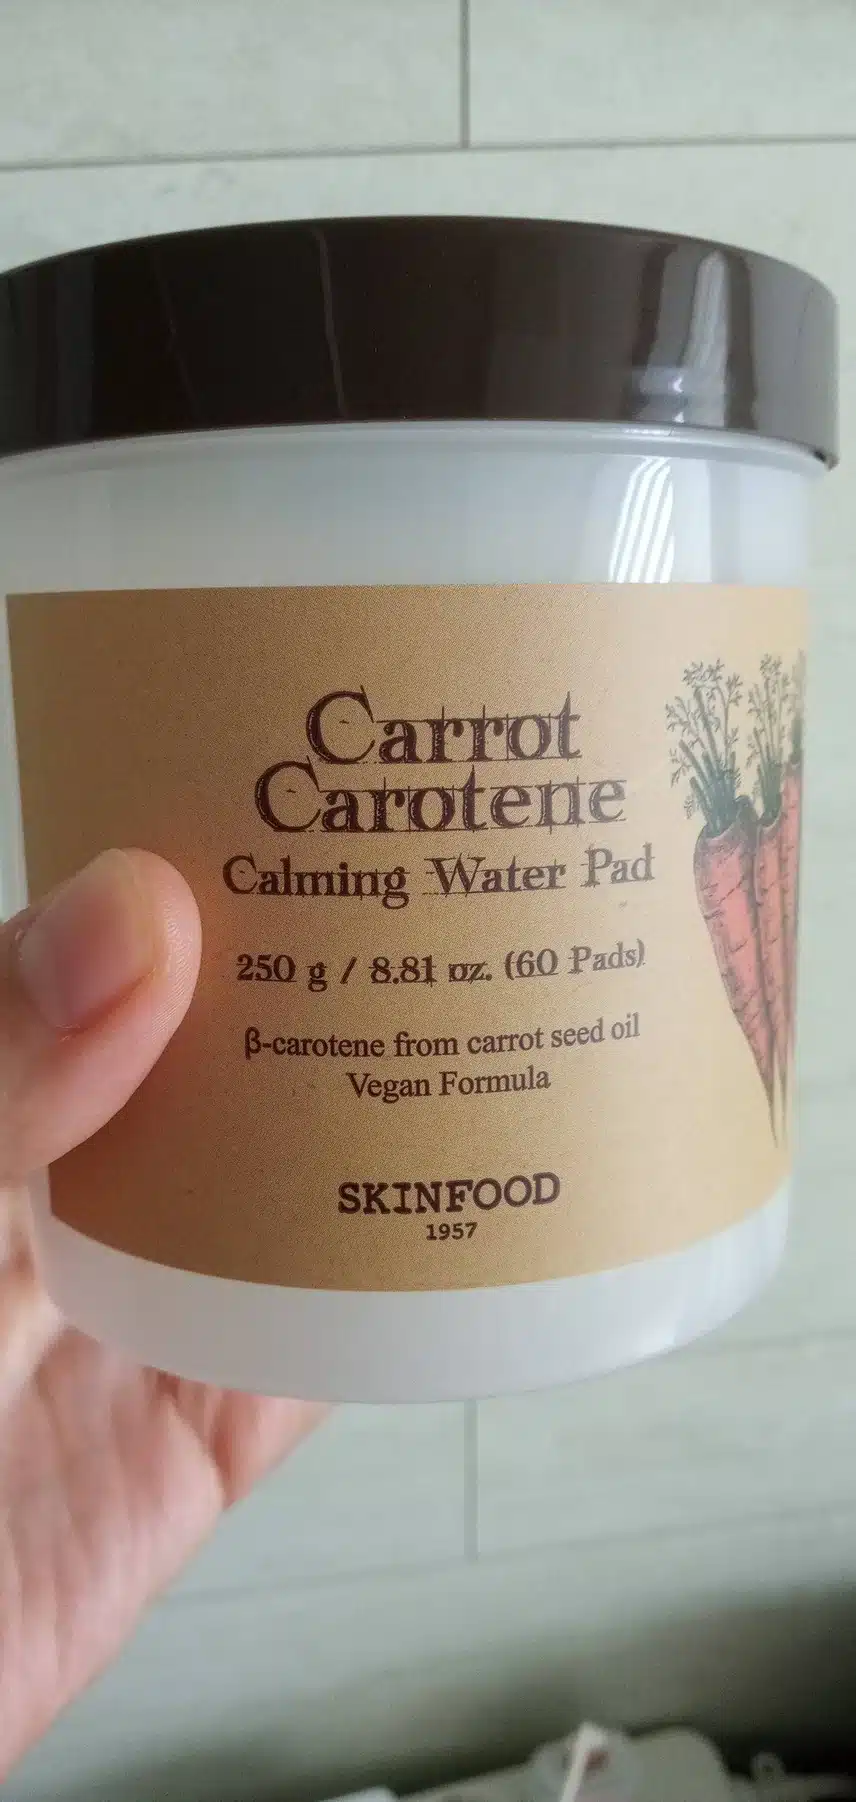 Carrot
Carotene
Calming Water Pad
250 g / 8.81 oz. (60 Pads)
β-carotene from carrot seed oil
Vegan Formula
SKINFOOD
1957